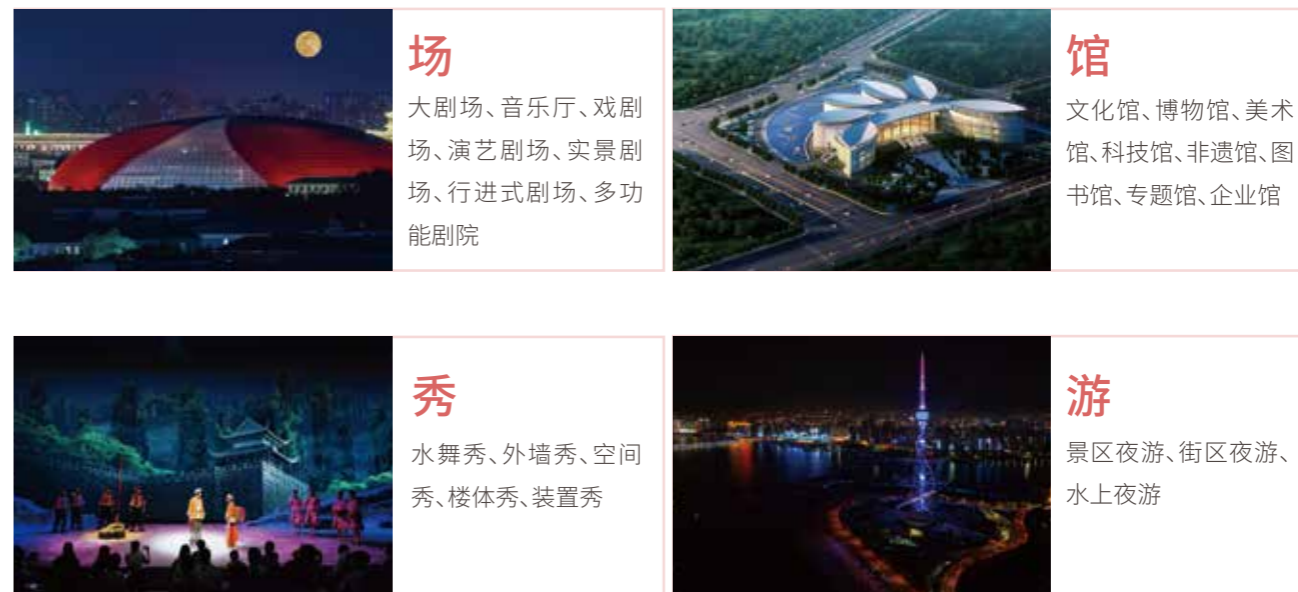 场
大剧场、音乐厅、戏剧
场、演艺剧场、实景剧
场、行进式剧场、多功
能剧院
馆
文化馆、博物馆、美术
馆、科技馆、非遗馆、图
书馆、专题馆、企业馆
秀
水舞秀、外墙秀、空间
秀、楼体秀、装置秀
游
景区夜游、街区夜游、
水上夜游